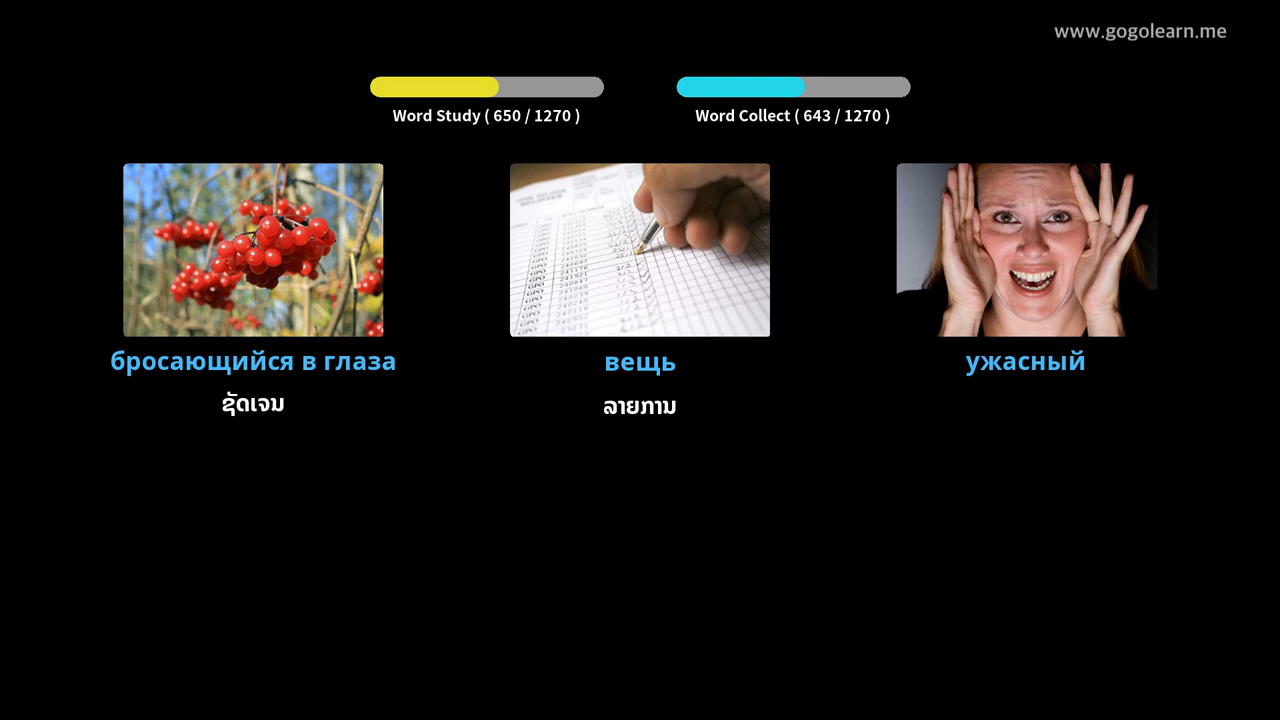 www.gogolearn.me
Word Study ( 650 / 1270 )
Word Collect ( 643 / 1270 )
бросающийся в глаза
вещь
ужасный
ຊັດເຈນ
ລາຍການ